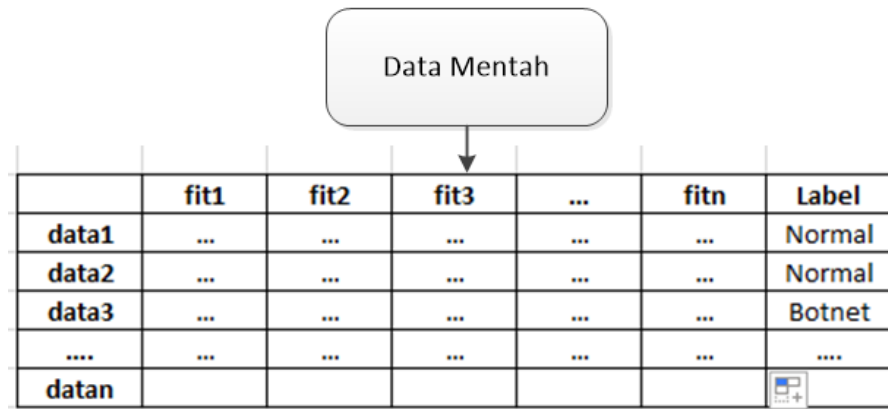 Data Mentah
fit1 fit2 fit3 ... fitn Label
data1 ... ... ... ... ... Normal
data2 ... ... ... ... ... Normal
data3 ... ... ... ... ... Botnet
.... ... ... ... ... ... ....
datan